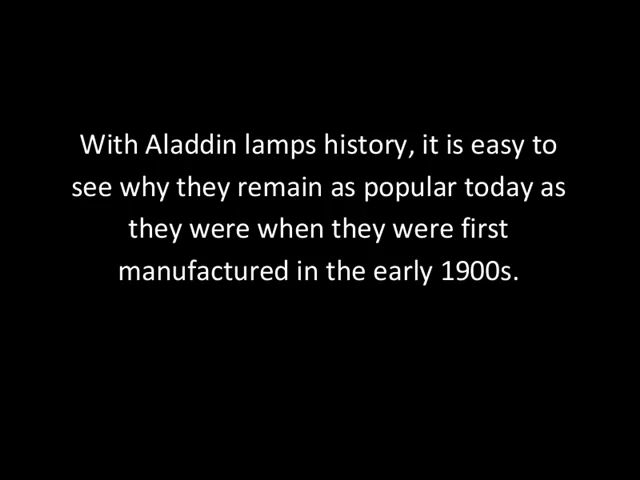 With Aladdin lamps history, it is easy to
see why they remain as popular today as
they were when they were first
manufactured in the early 1900s.